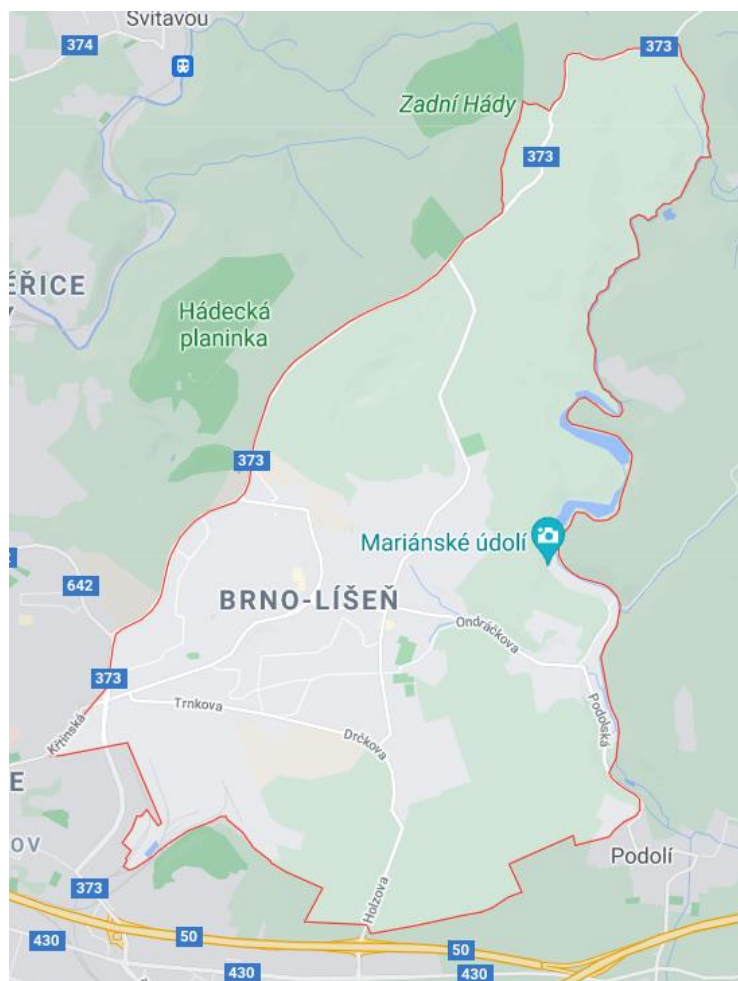 Svitavou
374
373
Zadní Hády
373
ĚŘICE
Hádecká
planinka
373
Mariánské údolí
642
BRNO-LÍŠEŇ
Ondráčkova
373
Trnkova
Podolská
Křtinská
Drčkova
E
OV
Podolí
373
Holzova
50
50
430
430
430